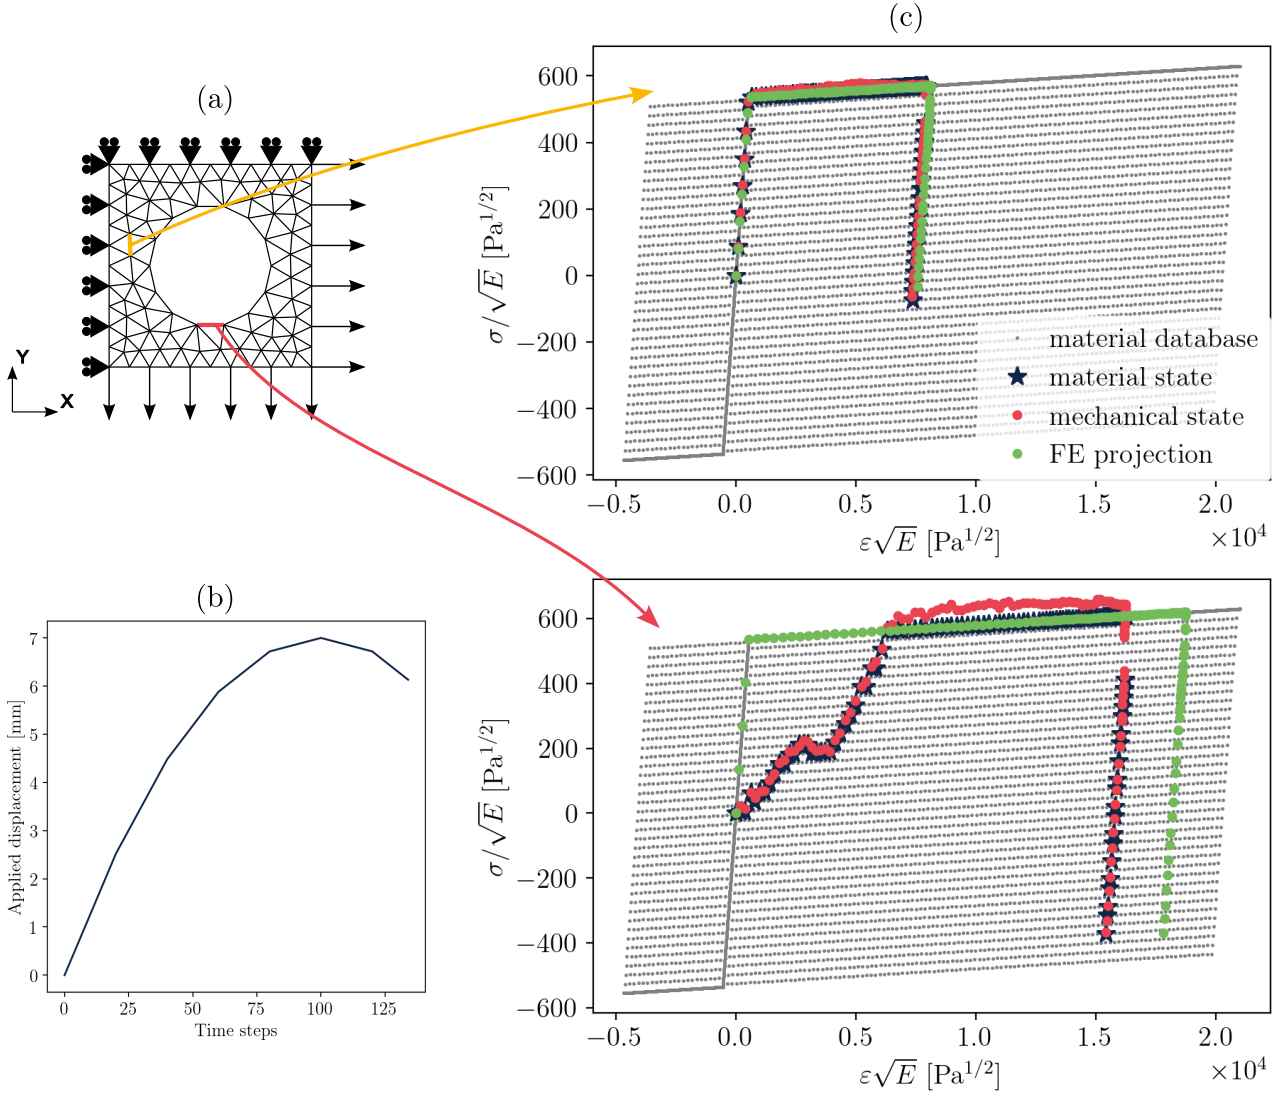 (a)
Y
X
(b)
Applied displacement [mm]
7
6
5
4
3
2
1
0
0 25 50 75 100 125
Time steps
(c)
σ/√E [Pa^{1/2}]
600
400
200
0
−200
−400
−600
material database
material state
mechanical state
FE projection
−0.5 0.0 0.5 1.0 1.5 2.0
×10^4
ε√E [Pa^{1/2}]
σ/√E [Pa^{1/2}]
600
400
200
0
−200
−400
−600
−0.5 0.0 0.5 1.0 1.5 2.0
×10^4
ε√E [Pa^{1/2}]